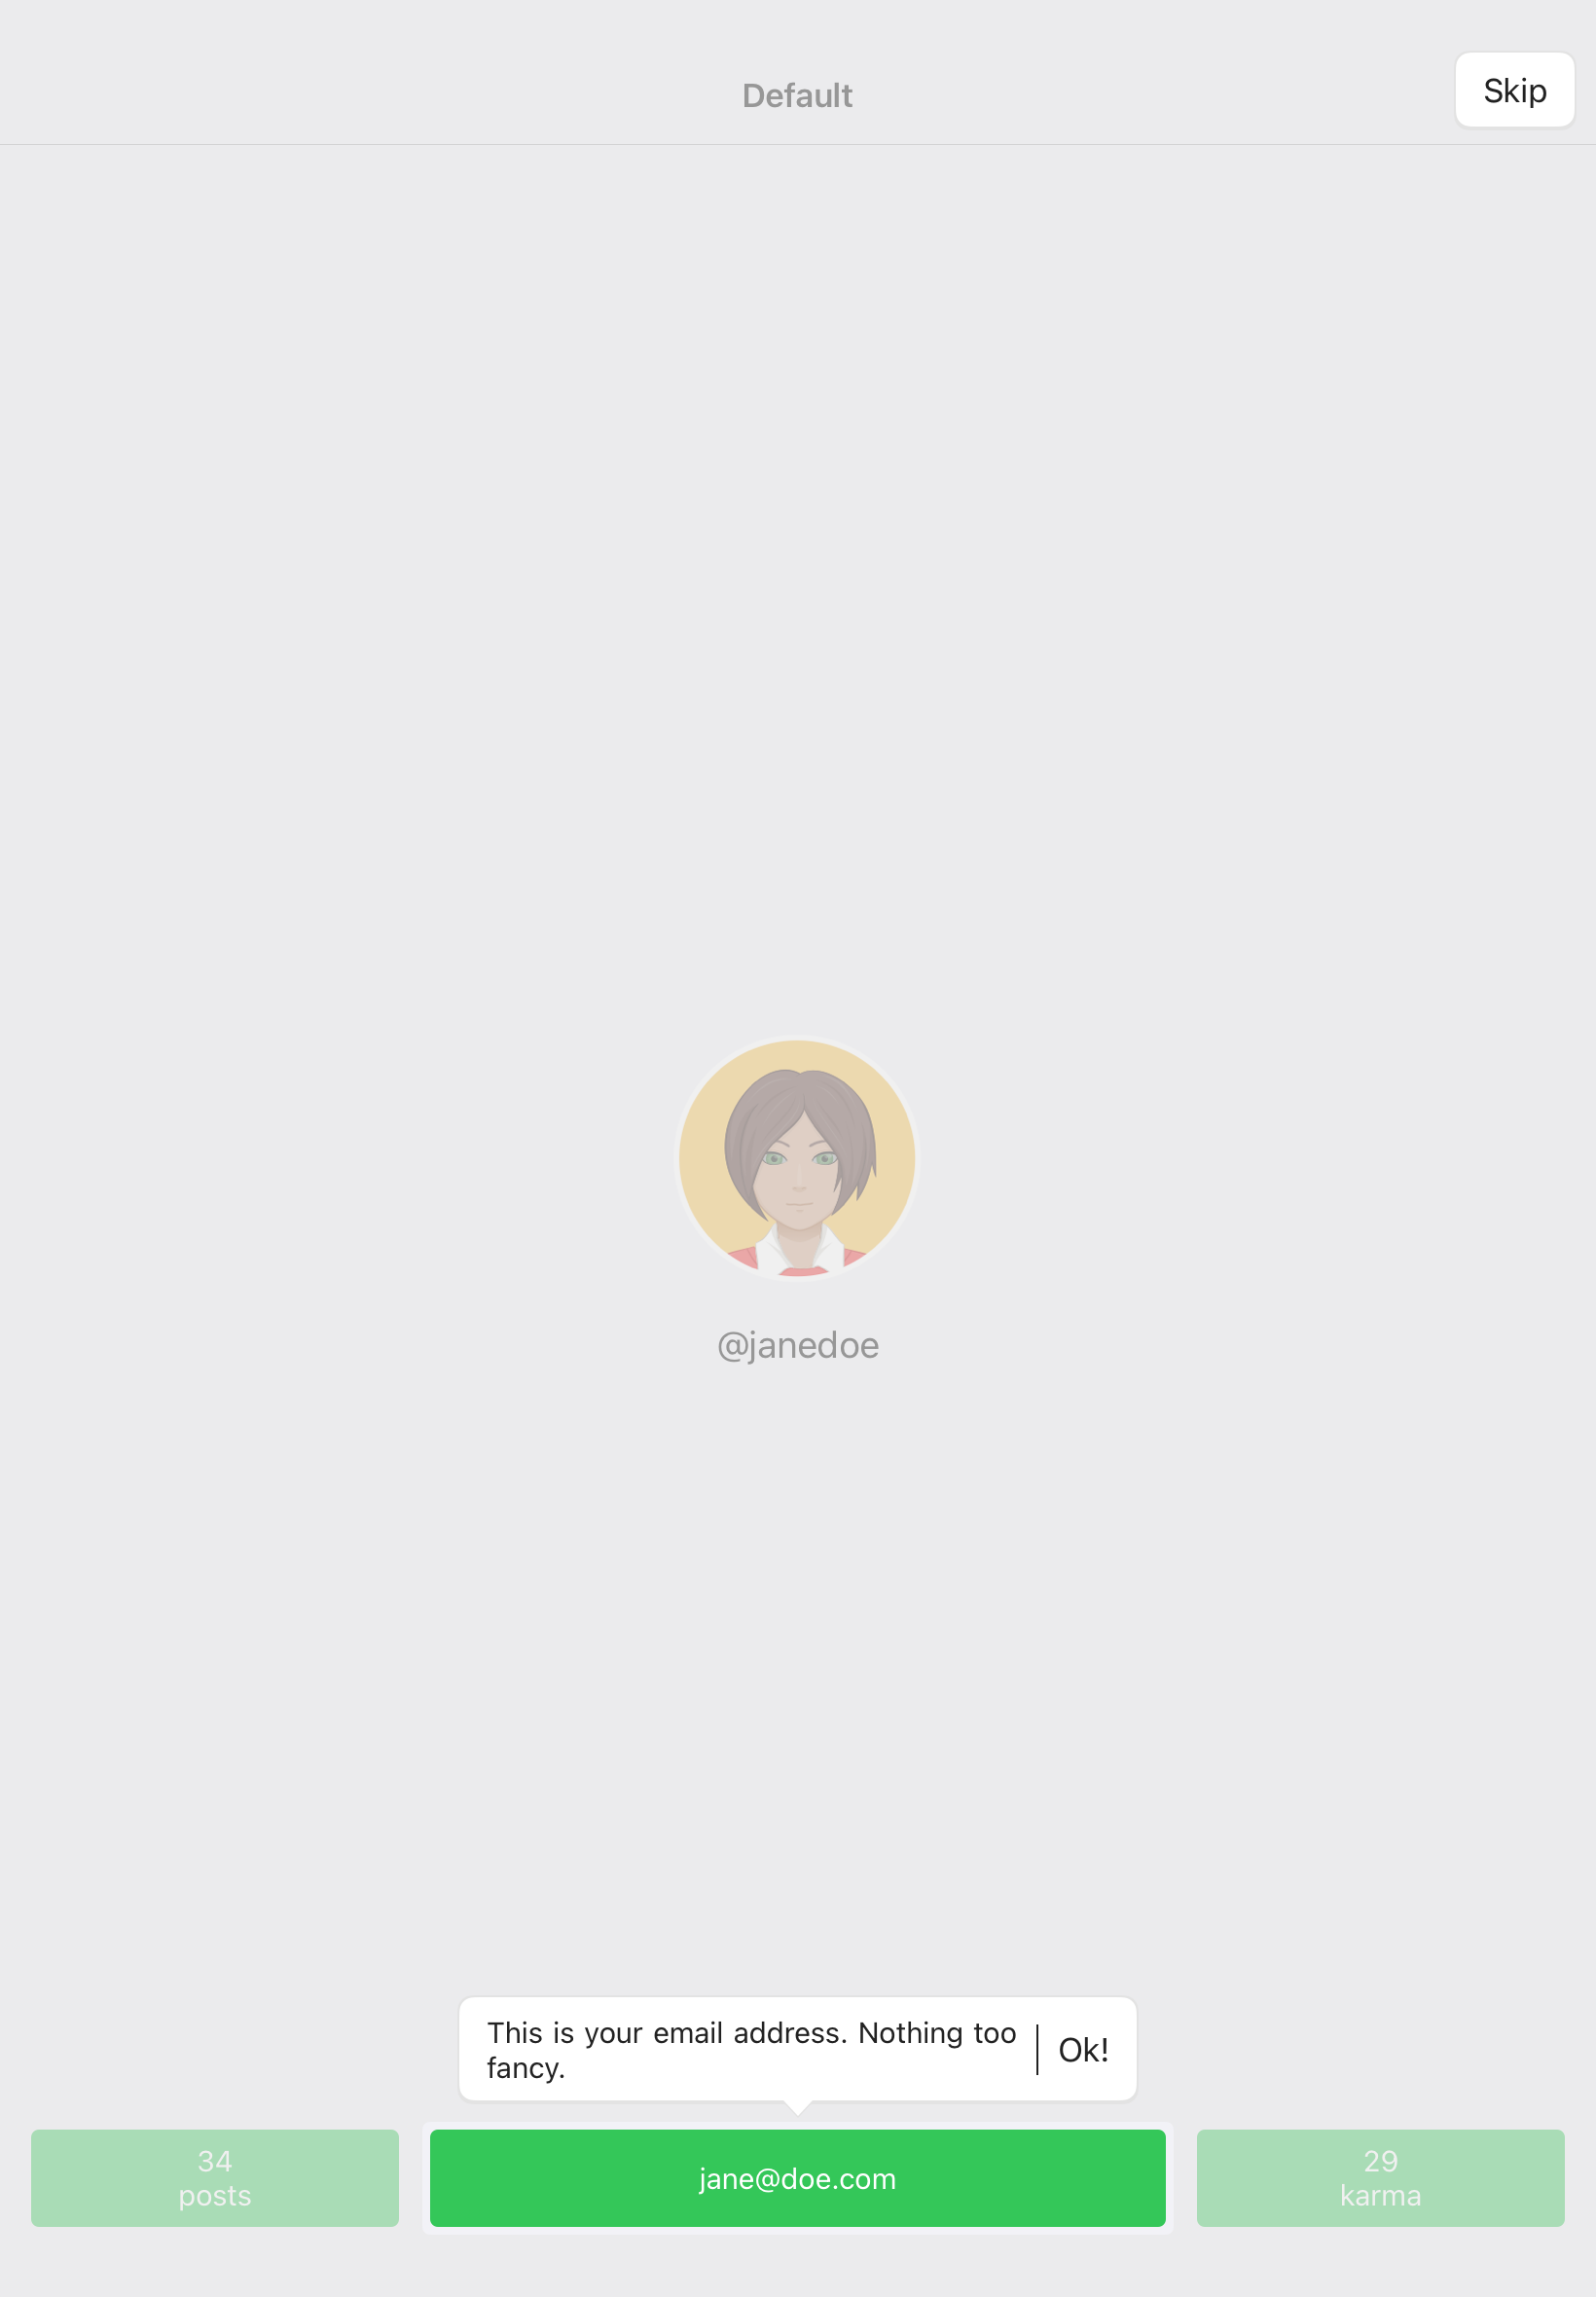 Default
Skip
@janedoe
This is your email address. Nothing too
fancy.
Ok!
34
posts
jane@doe.com
29
karma